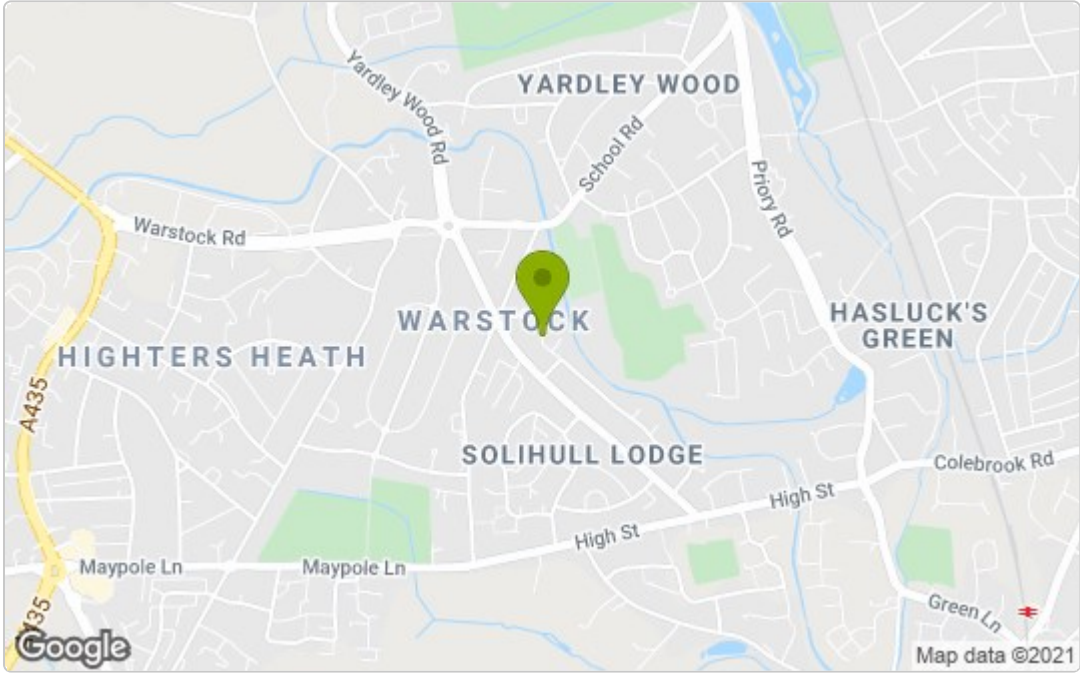 YARDLEY WOOD
Yardley Wood Rd
School Rd
Priory Rd
Warstock Rd
WARSTOCK
HASLUCK'S
GREEN
HIGHTERS HEATH
A435
SOLIHULL LODGE
Colebrook Rd
High St
High St
Maypole Ln
Maypole Ln
Green Ln
Google
Map data ©2021